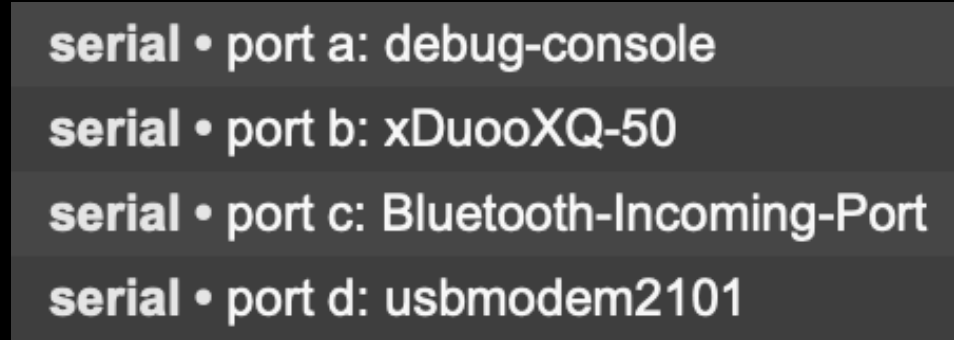 serial • port a: debug-console
serial • port b: xDuooXQ-50
serial • port c: Bluetooth-Incoming-Port
serial • port d: usbmodem2101